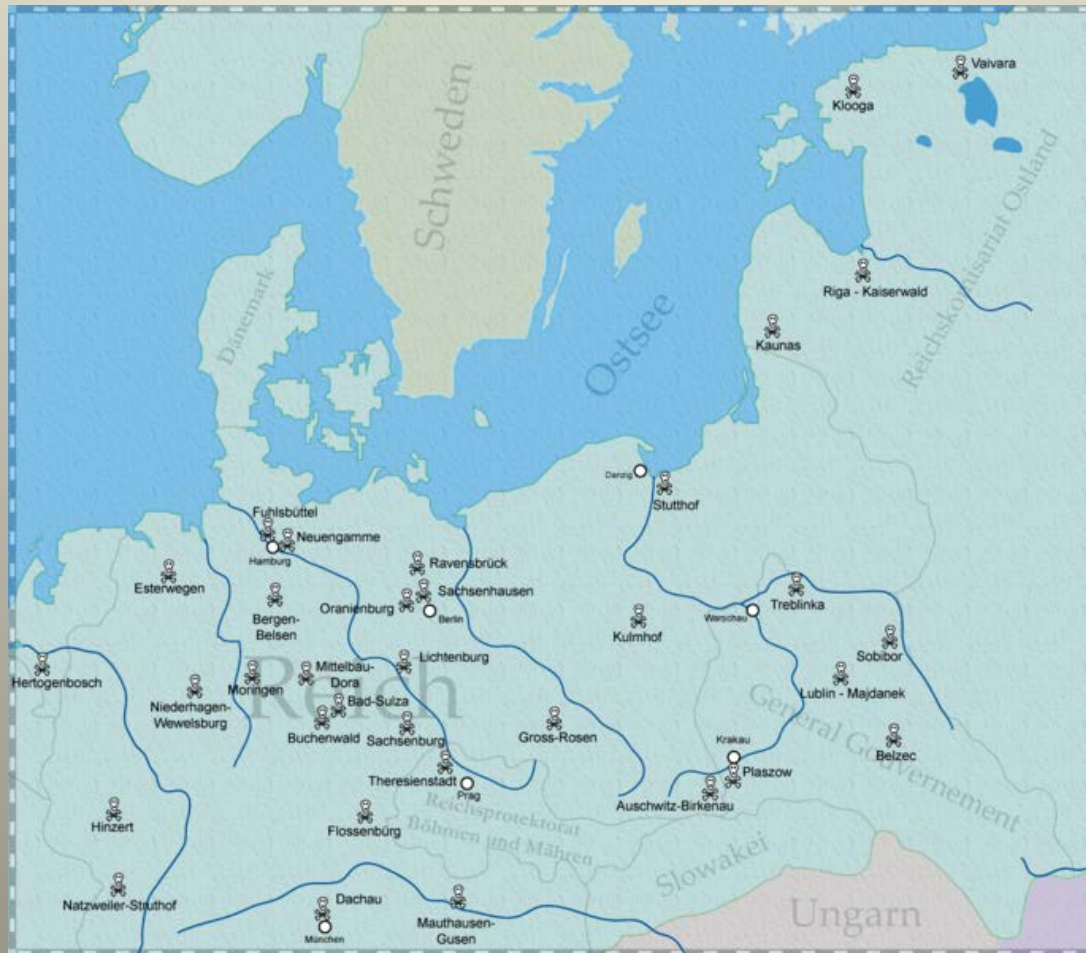 Vaivara
Klooga
Schweden
Reichskomisariat Ostland
Riga - Kaiserwald
Dänemark
Kaunas
Ostsee
Danzig
Stutthof
Fuhlsbüttel
Neuengamme
Hamburg
Ravensbrück
Esterwegen
Sachsenhausen
Oranienburg
Berlin
Bergen-
Belsen
Treblinka
Warschau
Kulmhof
Sobibor
Lichtenburg
Hertogenbosch
Moringen
Mittelbau-
Dora
Reich
Lublin - Majdanek
Niederhagen-
Wewelsburg
Bad-Sulza
Buchenwald
Sachsenburg
Gross-Rosen
General Gouvernement
Belzec
Krakau
Plaszow
Theresienstadt
Prag
Auschwitz-Birkenau
Reichsprotektorat
Böhmen und Mähren
Hinzert
Flossenbürg
Slowakei
Natzweiler-Struthof
Dachau
München
Mauthausen-
Gusen
Ungarn